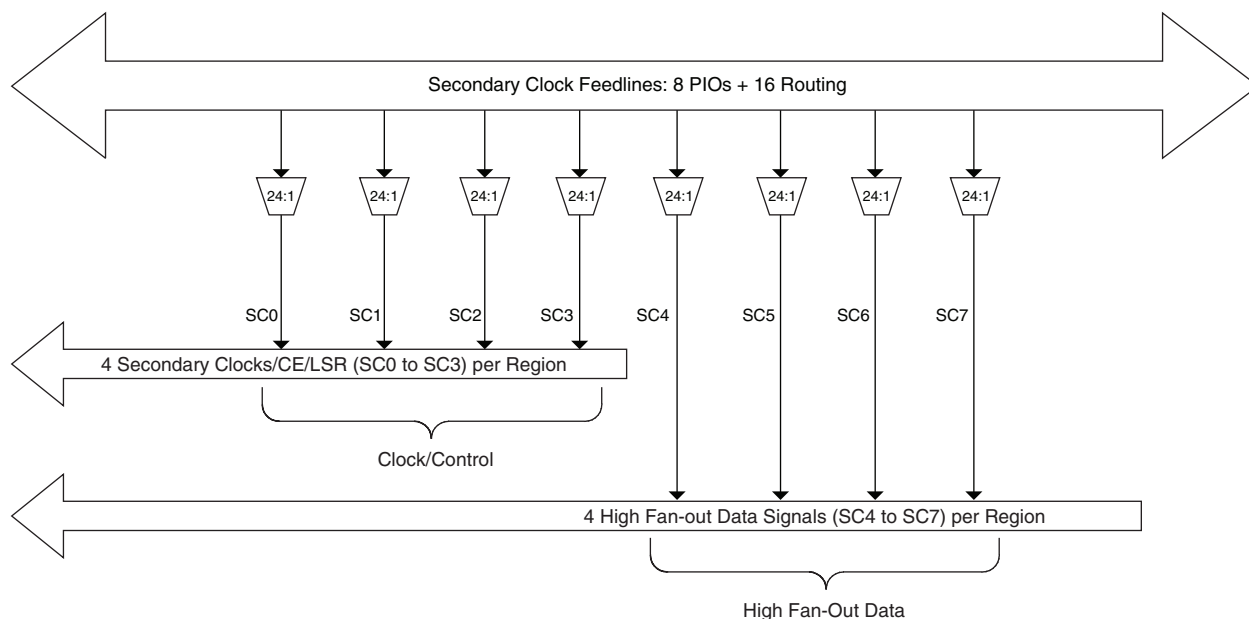 Secondary Clock Feedlines: 8 PIOs + 16 Routing
24:1 24:1 24:1 24:1 24:1 24:1 24:1 24:1
SC0 SC1 SC2 SC3 SC4 SC5 SC6 SC7
4 Secondary Clocks/CE/LSR (SC0 to SC3) per Region
Clock/Control
4 High Fan-out Data Signals (SC4 to SC7) per Region
High Fan-Out Data